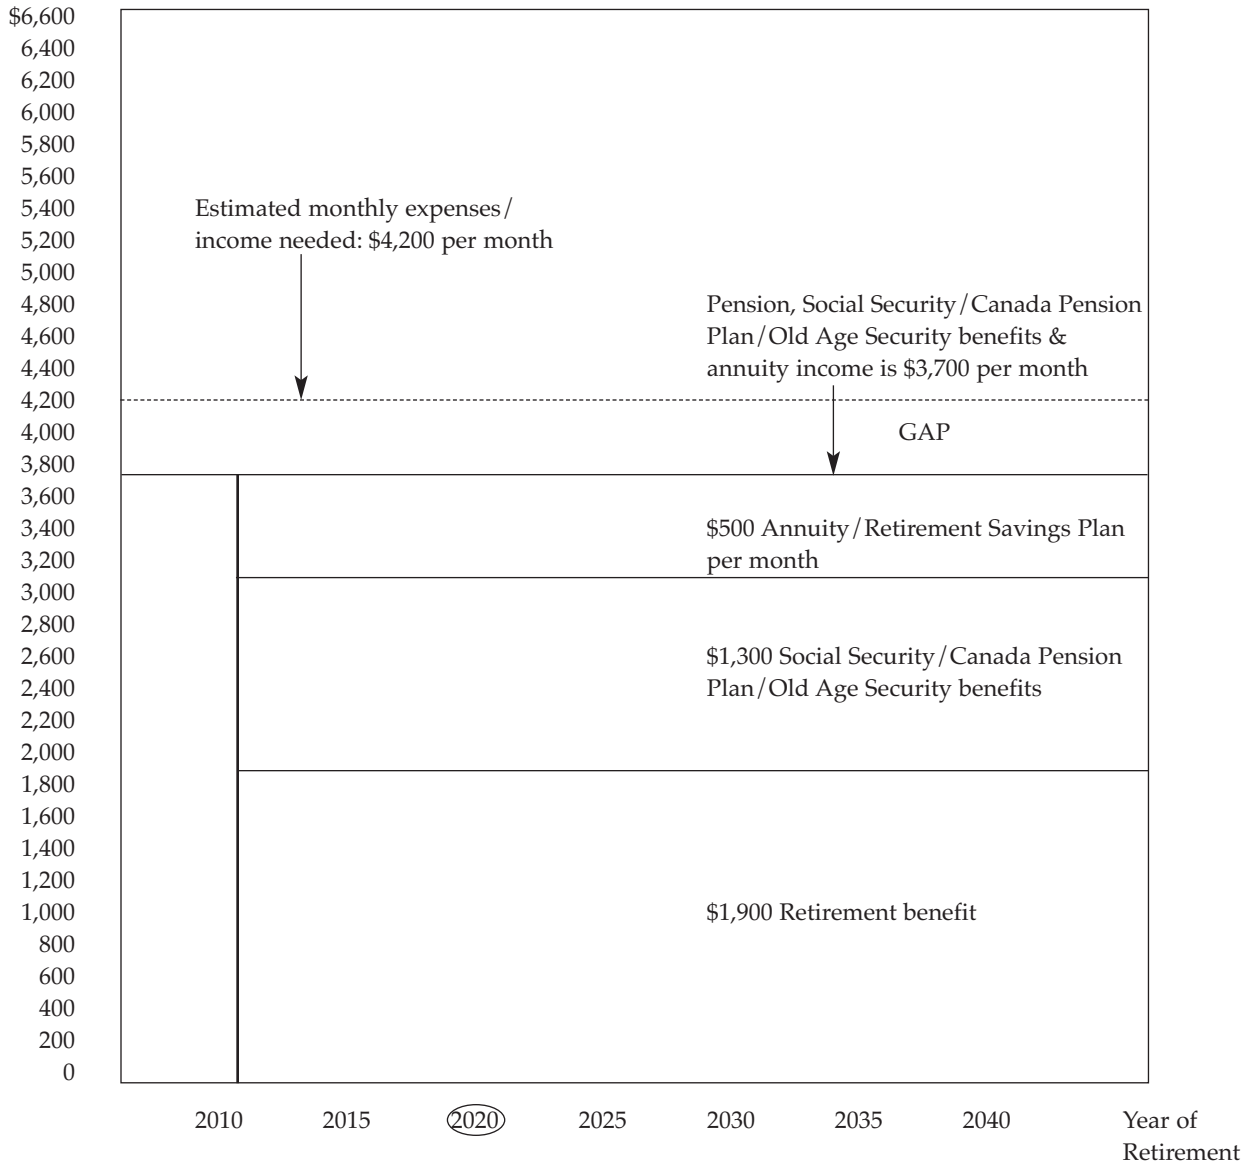 $6,600
6,400
6,200
6,000
5,800
5,600
5,400
5,200
5,000
4,800
4,600
4,400
4,200
4,000
3,800
3,600
3,400
3,200
3,000
2,800
2,600
2,400
2,200
2,000
1,800
1,600
1,400
1,200
1,000
800
600
400
200
0
Estimated monthly expenses/
income needed: $4,200 per month
Pension, Social Security/Canada Pension
Plan/Old Age Security benefits &
annuity income is $3,700 per month
GAP
$500 Annuity/Retirement Savings Plan
per month
$1,300 Social Security/Canada Pension
Plan/Old Age Security benefits
$1,900 Retirement benefit
2010 2015 2020 2025 2030 2035 2040 Year of
Retirement